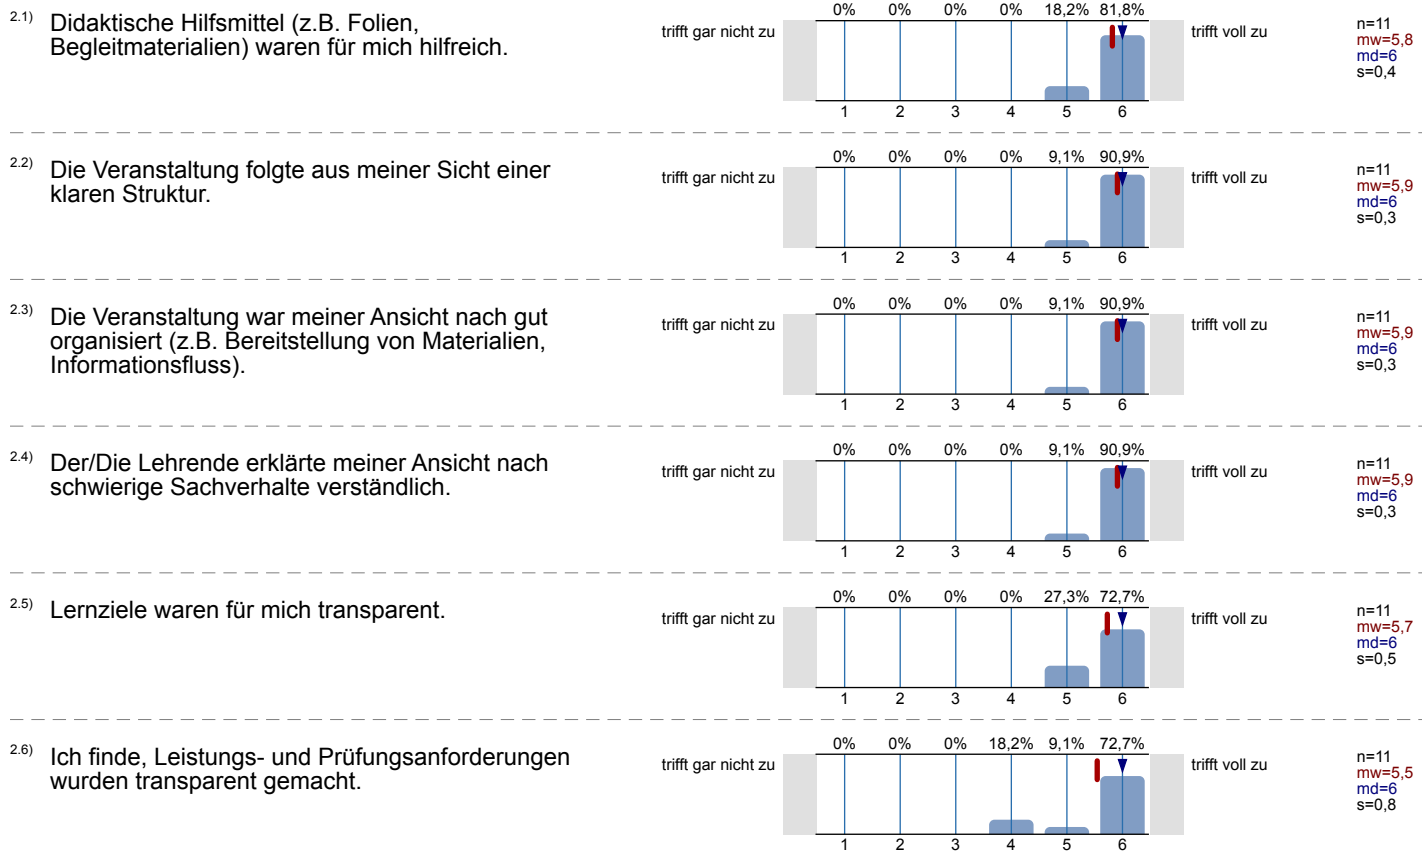 2.1) Didaktische Hilfsmittel (z.B. Folien,
Begleitmaterialien) waren für mich hilfreich.
trifft gar nicht zu
0% 0% 0% 0% 18,2% 81,8%
1 2 3 4 5 6
trifft voll zu
n=11
mw=5,8
md=6
s=0,4
2.2) Die Veranstaltung folgte aus meiner Sicht einer
klaren Struktur.
trifft gar nicht zu
0% 0% 0% 0% 9,1% 90,9%
1 2 3 4 5 6
trifft voll zu
n=11
mw=5,9
md=6
s=0,3
2.3) Die Veranstaltung war meiner Ansicht nach gut
organisiert (z.B. Bereitstellung von Materialien,
Informationsfluss).
trifft gar nicht zu
0% 0% 0% 0% 9,1% 90,9%
1 2 3 4 5 6
trifft voll zu
n=11
mw=5,9
md=6
s=0,3
2.4) Der/Die Lehrende erklärte meiner Ansicht nach
schwierige Sachverhalte verständlich.
trifft gar nicht zu
0% 0% 0% 0% 9,1% 90,9%
1 2 3 4 5 6
trifft voll zu
n=11
mw=5,9
md=6
s=0,3
2.5) Lernziele waren für mich transparent.
trifft gar nicht zu
0% 0% 0% 0% 27,3% 72,7%
1 2 3 4 5 6
trifft voll zu
n=11
mw=5,7
md=6
s=0,5
2.6) Ich finde, Leistungs- und Prüfungsanforderungen
wurden transparent gemacht.
trifft gar nicht zu
0% 0% 0% 18,2% 9,1% 72,7%
1 2 3 4 5 6
trifft voll zu
n=11
mw=5,5
md=6
s=0,8